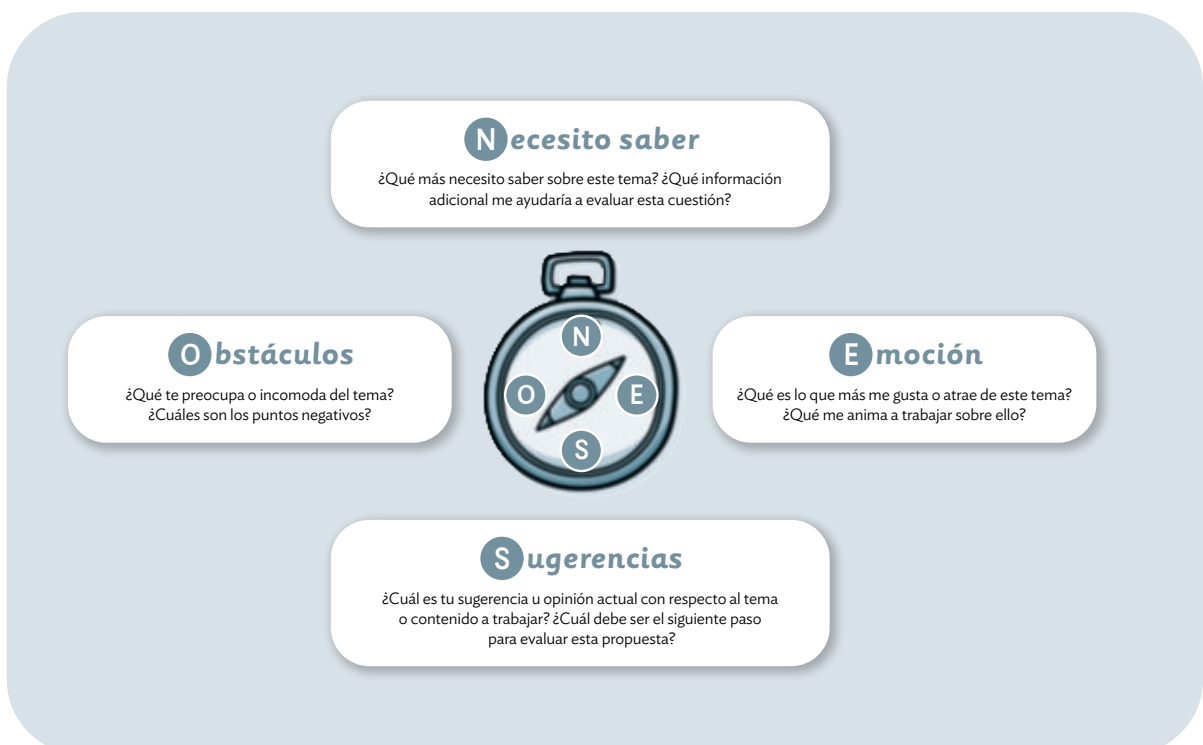 Necesito saber
¿Qué más necesito saber sobre este tema? ¿Qué información
adicional me ayudaría a evaluar esta cuestión?
Obstáculos
¿Qué te preocupa o incomoda del tema?
¿Cuáles son los puntos negativos?
N
O
E
S
Emoción
¿Qué es lo que más me gusta o atrae de este tema?
¿Qué me anima a trabajar sobre ello?
Sugerencias
¿Cuál es tu sugerencia u opinión actual con respecto al tema
o contenido a trabajar? ¿Cuál debe ser el siguiente paso
para evaluar esta propuesta?